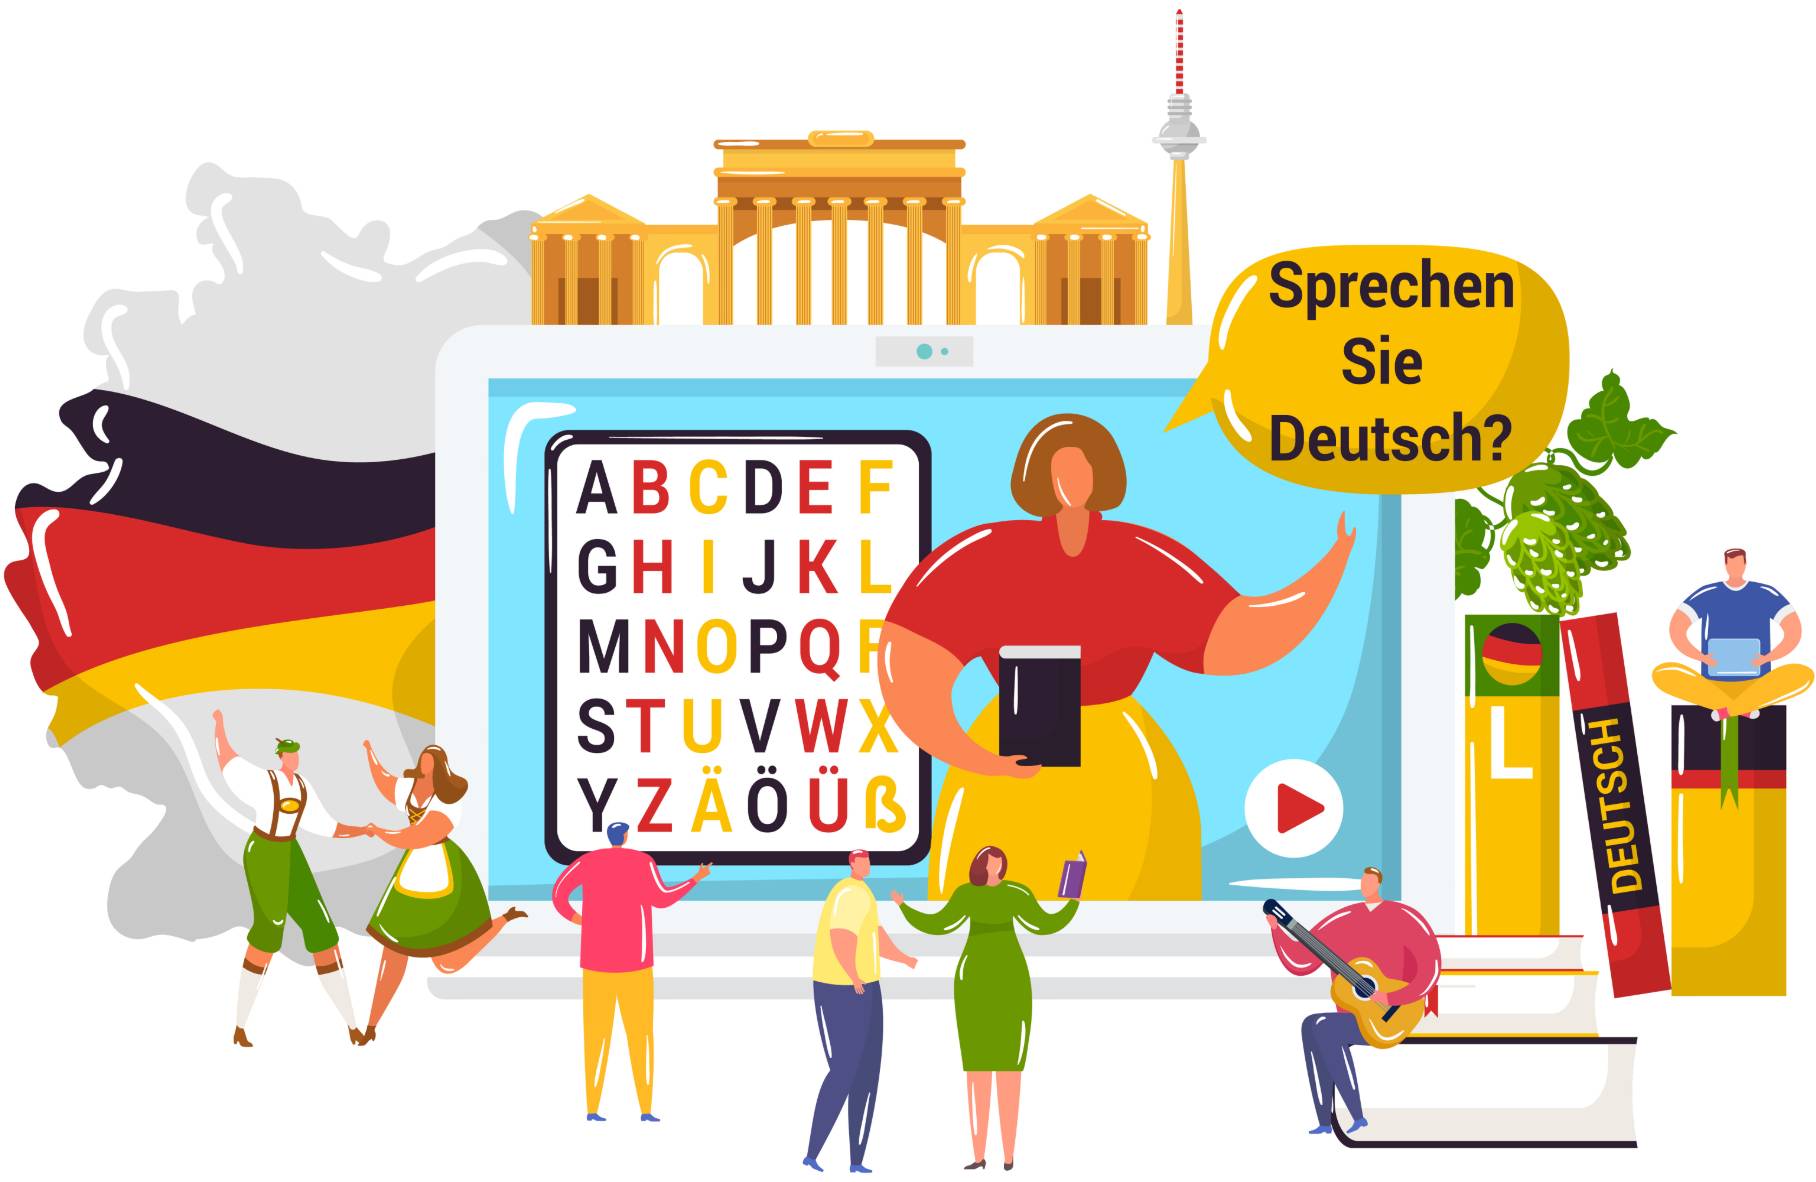 Sprechen
Sie
Deutsch?
ABCDEF
GHIJKL
MNOPQR
STUVWX
YZÄÖÜß
L
DEUTSCH